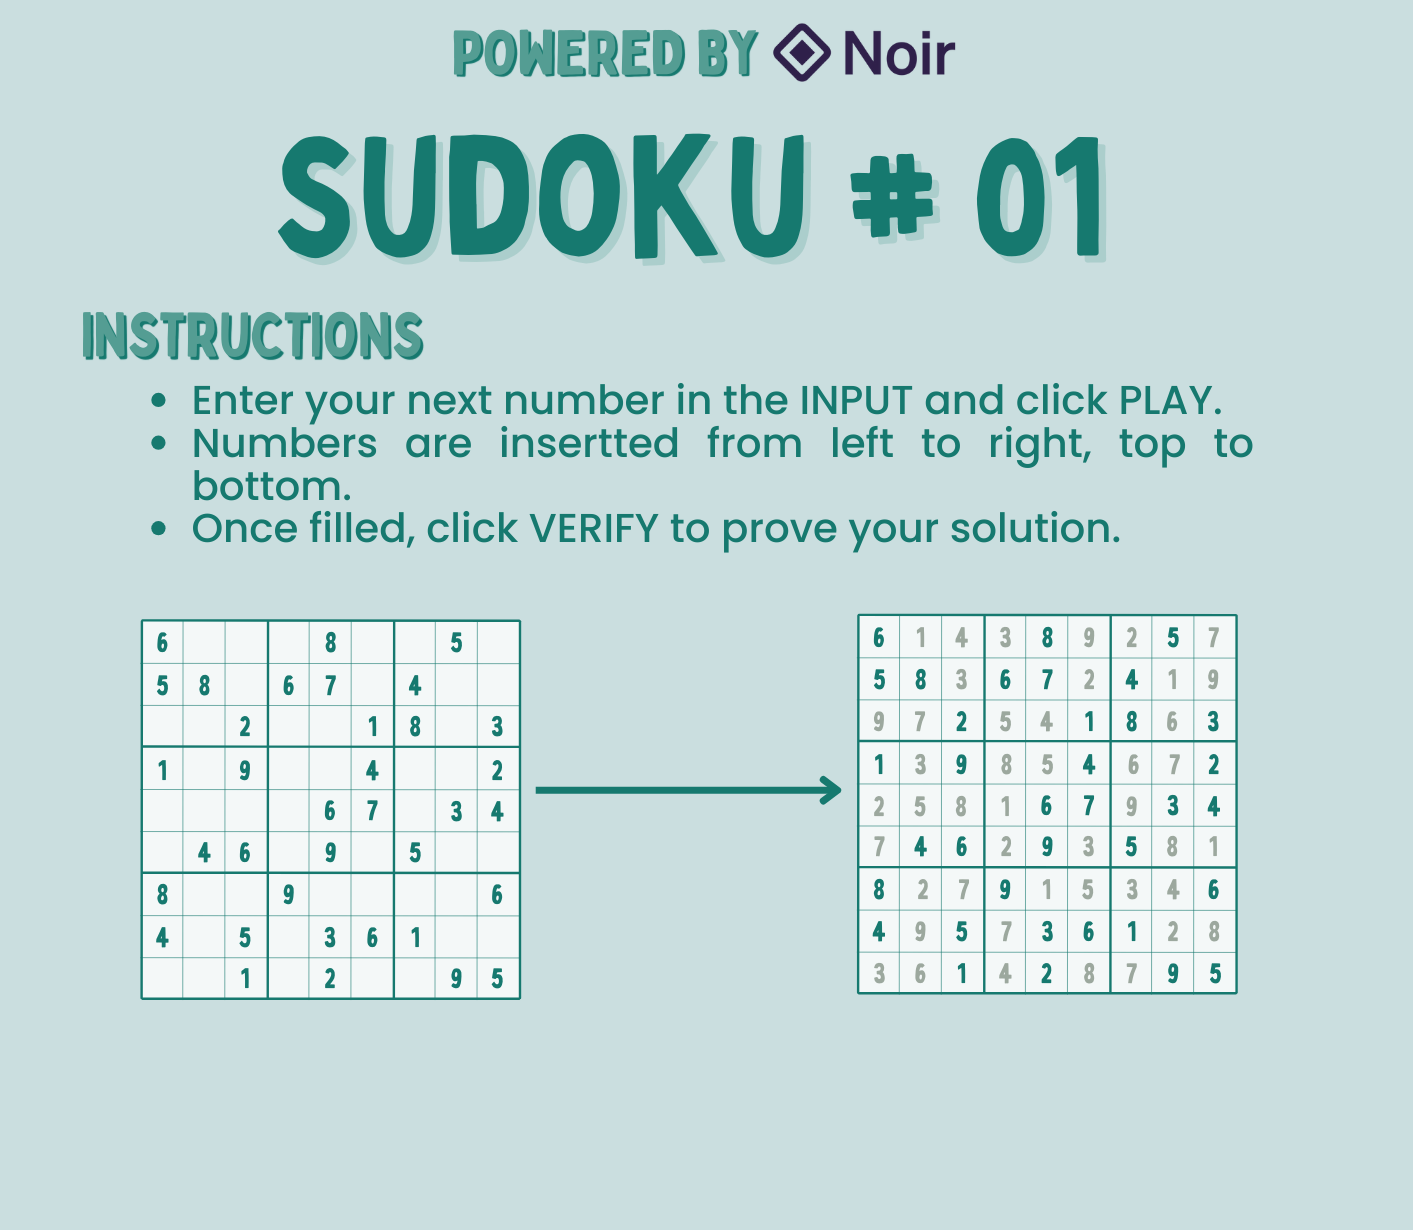 POWERED BY Noir
SUDOKU # 01
INSTRUCTIONS
• Enter your next number in the INPUT and click PLAY.
• Numbers are insertted from left to right, top to
bottom.
• Once filled, click VERIFY to prove your solution.
6 8 5
5 8 6 7 4
2 1 8 3
1 9 4 2
6 7 3 4
4 6 9 5
8 9 6
4 5 3 6 1
1 2 9 5
6 1 4 3 8 9 2 5 7
5 8 3 6 7 2 4 1 9
9 7 2 5 4 1 8 6 3
1 3 9 8 5 4 6 7 2
2 5 8 1 6 7 9 3 4
7 4 6 2 9 3 5 8 1
8 2 7 9 1 5 3 4 6
4 9 5 7 3 6 1 2 8
3 6 1 4 2 8 7 9 5